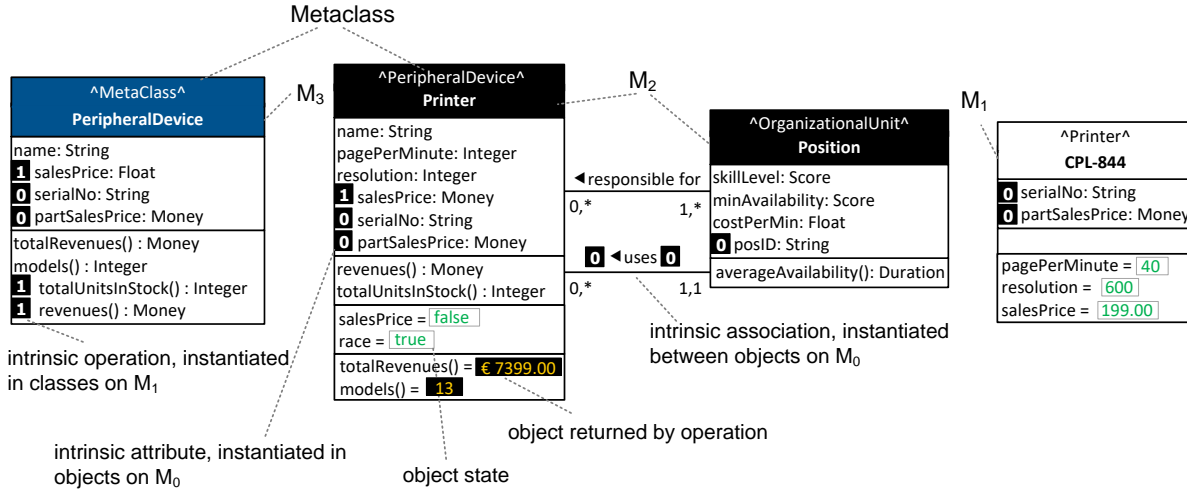 Metaclass
^MetaClass^
PeripheralDevice
name: String
1 salesPrice: Float
0 serialNo: String
0 partSalesPrice: Money
totalRevenues() : Money
models() : Integer
1 totalUnitsInStock() : Integer
1 revenues() : Money
intrinsic operation, instantiated
in classes on M1
M3
^PeripheralDevice^
Printer
name: String
pagePerMinute: Integer
resolution: Integer
1 salesPrice: Money
0 serialNo: String
0 partSalesPrice: Money
revenues() : Money
totalUnitsInStock() : Integer
salesPrice = false
race = true
totalRevenues() = € 7399.00
models() = 13
intrinsic attribute, instantiated in
objects on M0
object state
object returned by operation
M2
◄responsible for
0,* 1,*
0 ◄uses 0
0,* 1,1
intrinsic association, instantiated
between objects on M0
^OrganizationalUnit^
Position
skillLevel: Score
minAvailability: Score
costPerMin: Float
0 posID: String
averageAvailability(): Duration
M1
^Printer^
CPL-844
0 serialNo: String
0 partSalesPrice: Money
pagePerMinute = 40
resolution = 600
salesPrice = 199.00